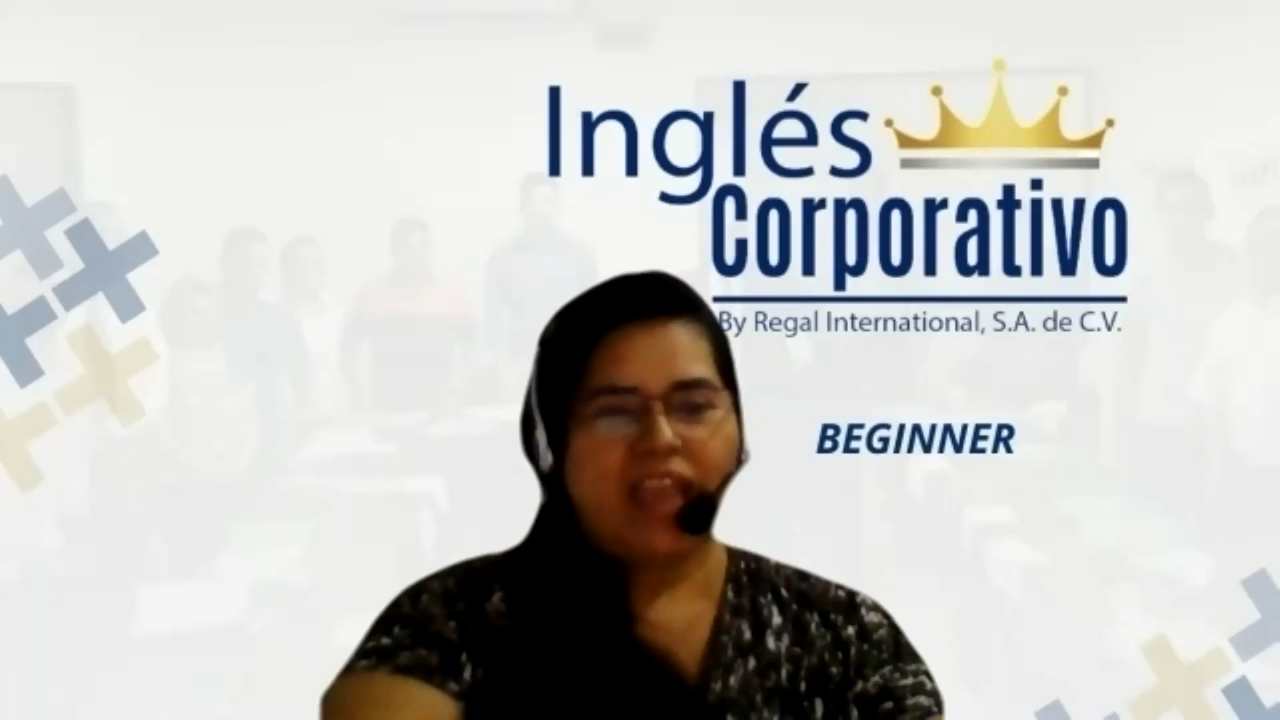 Inglés
Corporativo
By Regal International, S.A. de C.V.
BEGINNER